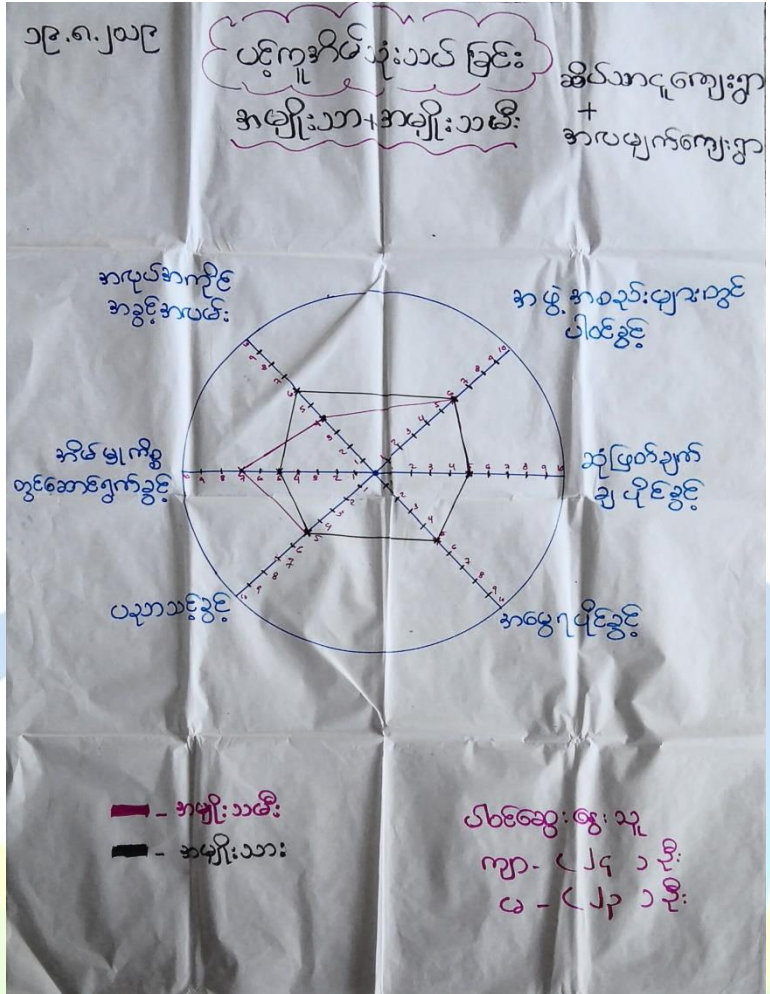 ၁၉.၈.၂၀၁၉
ပင့်ကူအိမ်သုံးသပ်ခြင်း
အမျိုးသား+အမျိုးသမီး
ဆိပ်သာငူကျေးရွာ
+
အလမျက်ကျေးရွာ
အလုပ်အကိုင်
အခွင့်အလမ်း
အဖွဲ့အစည်းများတွင်
ပါဝင်ခွင့်
အိမ်မှုကိစ္စ
တွင်ဆောင်ရွက်ခွင့်
ဆုံးဖြတ်ချက်
ချပိုင်ခွင့်
ပညာသင့်ခွင့်
အမွေရပိုင်ခွင့်
- အမျိုးသမီး
- အမျိုးသား
ပါဝင်ဆွေးနွေးသူ
ကျာ - ( ၂၄ ) ဦး
မ - ( ၂၃ ) ဦး